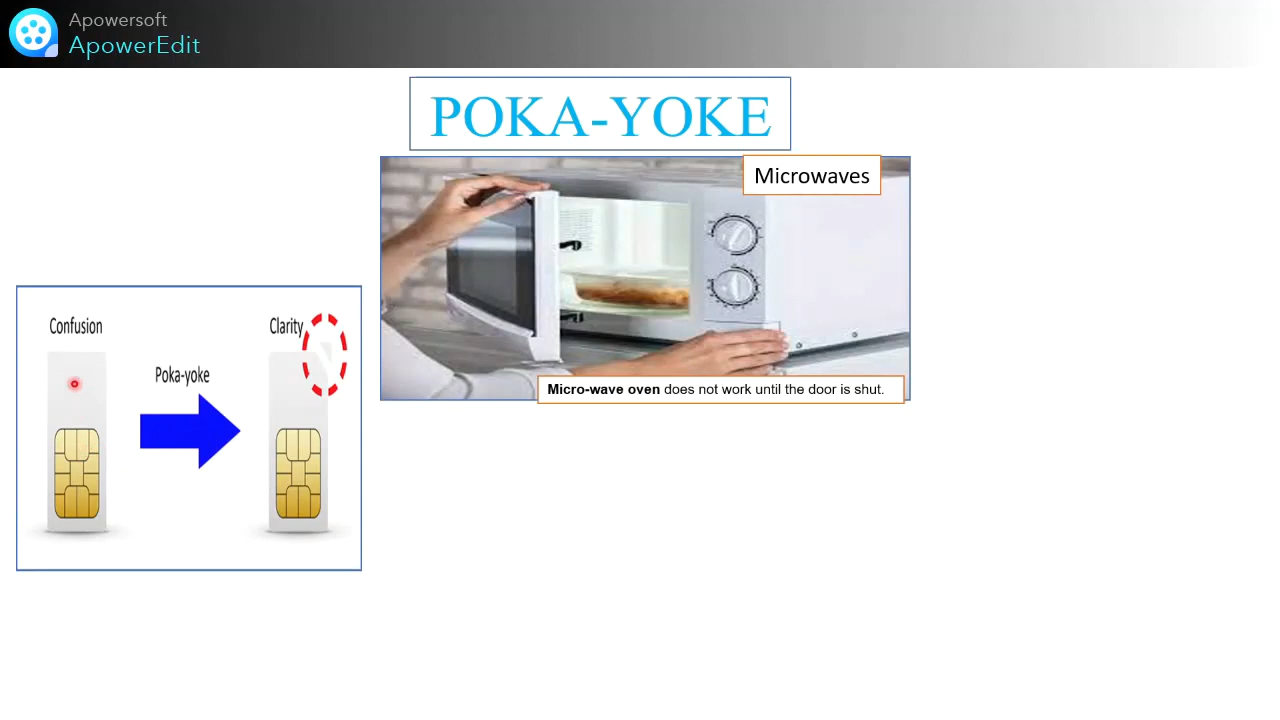 Apowersoft
ApowerEdit
POKA-YOKE
Microwaves
Micro-wave oven does not work until the door is shut.
Confusion
Clarity
Poka-yoke